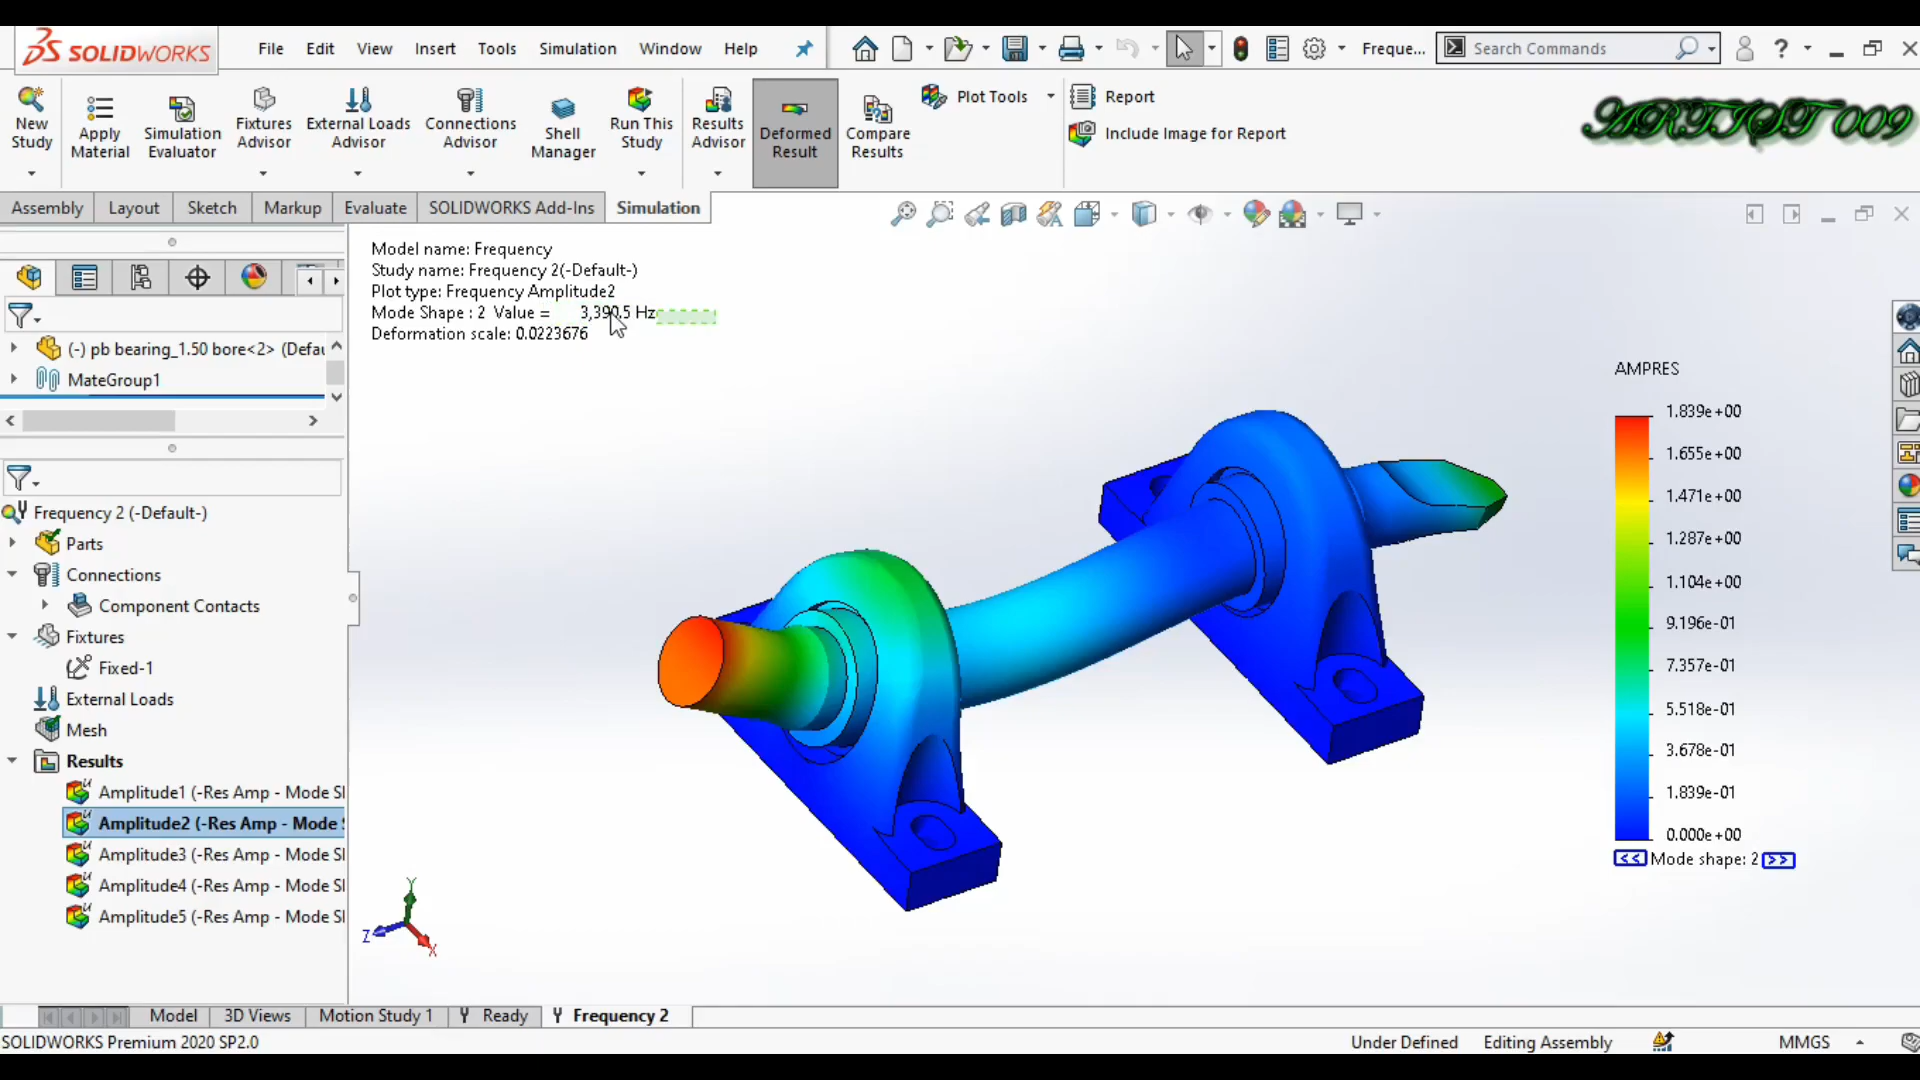 SOLIDWORKS
File Edit View Insert Tools Simulation Window Help
Freque...
Search Commands
New Study
Apply Material
Simulation Evaluator
Fixtures Advisor
External Loads Advisor
Connections Advisor
Shell Manager
Run This Study
Results Advisor
Deformed Result
Compare Results
Plot Tools
Report
Include Image for Report
ARTIST 009
Assembly Layout Sketch Markup Evaluate SOLIDWORKS Add-Ins Simulation
Model name: Frequency
Study name: Frequency 2(-Default-)
Plot type: Frequency Amplitude2
Mode Shape : 2 Value = 3,390.5 Hz
Deformation scale: 0.0223676
(-) pb bearing_1.50 bore<2> (Defau
MateGroup1
Frequency 2 (-Default-)
Parts
Connections
Component Contacts
Fixtures
Fixed-1
External Loads
Mesh
Results
Amplitude1 (-Res Amp - Mode Sl
Amplitude2 (-Res Amp - Mode S
Amplitude3 (-Res Amp - Mode Sl
Amplitude4 (-Res Amp - Mode Sl
Amplitude5 (-Res Amp - Mode Sl
AMPRES
1.839e+00
1.655e+00
1.471e+00
1.287e+00
1.104e+00
9.196e-01
7.357e-01
5.518e-01
3.678e-01
1.839e-01
0.000e+00
<< Mode shape: 2 >>
Y
Z
X
Model 3D Views Motion Study 1 Ready Frequency 2
SOLIDWORKS Premium 2020 SP2.0
Under Defined Editing Assembly MMGS